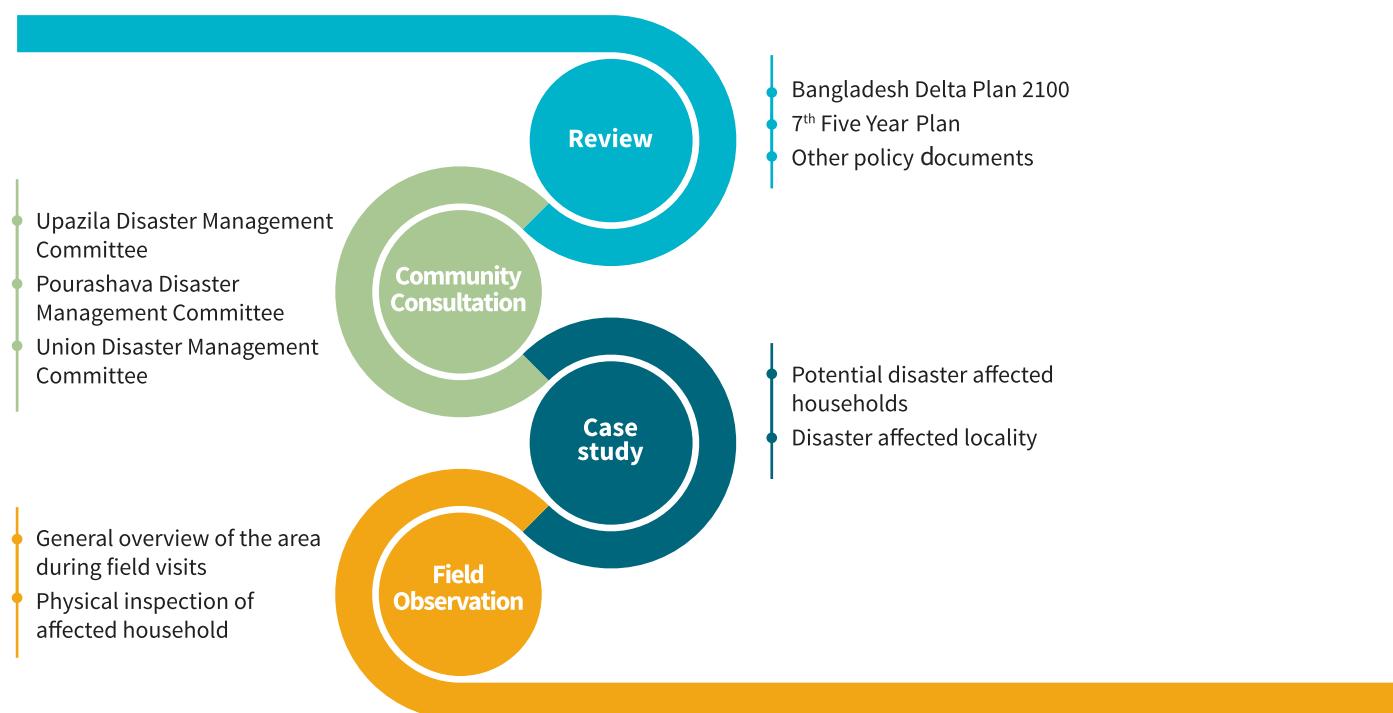 Review
Bangladesh Delta Plan 2100
7th Five Year Plan
Other policy documents
Community
Consultation
Upazila Disaster Management
Committee
Pourashava Disaster
Management Committee
Union Disaster Management
Committee
Case
study
Potential disaster affected
households
Disaster affected locality
Field
Observation
General overview of the area
during field visits
Physical inspection of
affected household